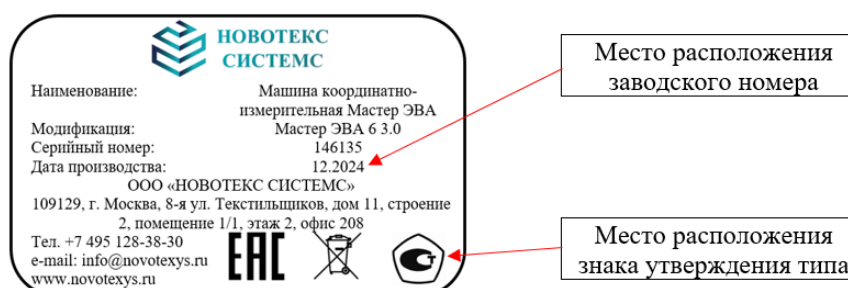 НОВОТЕКС
СИСТЕМС
Наименование: Машина координатно-
измерительная Мастер ЭВА
Модификация: Мастер ЭВА 6 3.0
Серийный номер: 146135
Дата производства: 12.2024
ООО «НОВОТЕКС СИСТЕМС»
109129, г. Москва, 8-я ул. Текстильщиков, дом 11, строение
2, помещение 1/1, этаж 2, офис 208
Тел. +7 495 128-38-30
e-mail: info@novotexys.ru
www.novotexys.ru
ЕАС
Место расположения
заводского номера
Место расположения
знака утверждения типа